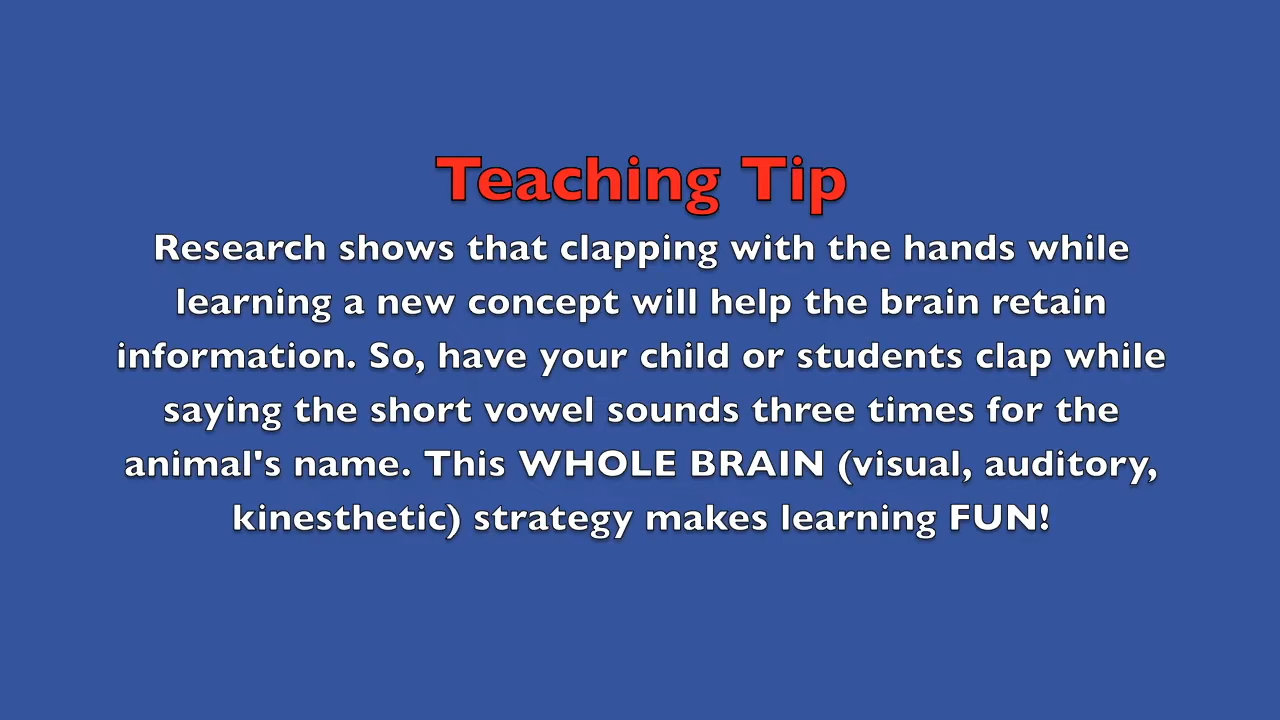 Teaching Tip
Research shows that clapping with the hands while
learning a new concept will help the brain retain
information. So, have your child or students clap while
saying the short vowel sounds three times for the
animal's name. This WHOLE BRAIN (visual, auditory,
kinesthetic) strategy makes learning FUN!